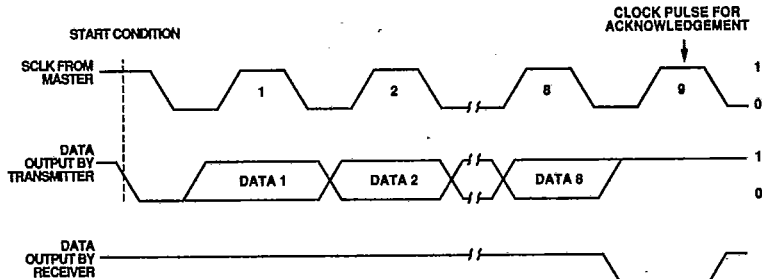 CLOCK PULSE FOR
ACKNOWLEDGEMENT
START CONDITION
SCLK FROM
MASTER
1
2
8
9
1
0
DATA
OUTPUT BY
TRANSMITTER
DATA 1
DATA 2
DATA 8
1
0
DATA
OUTPUT BY
RECEIVER